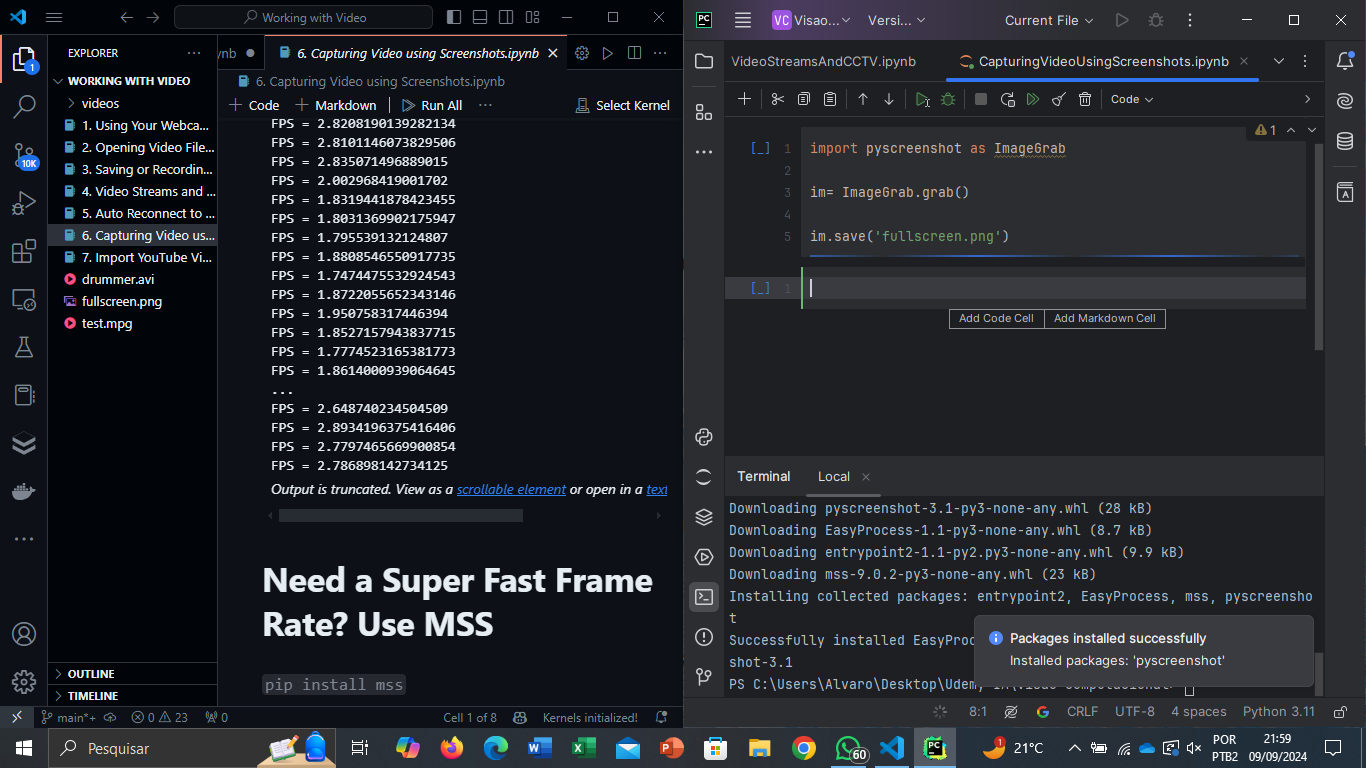 Working with Video
EXPLORER
WORKING WITH VIDEO
videos
1. Using Your Webca...
2. Opening Video File...
3. Saving or Recordin...
4. Video Streams and ...
5. Auto Reconnect to ...
6. Capturing Video us...
7. Import YouTube Vi...
drummer.avi
fullscreen.png
test.mpg
OUTLINE
TIMELINE
1
10K
ynb
6. Capturing Video using Screenshots.ipynb
6. Capturing Video using Screenshots.ipynb
Code
Markdown
Run All
Select Kernel
FPS = 2.8208190139282134
FPS = 2.8101146073829506
FPS = 2.835071496889015
FPS = 2.002968419001702
FPS = 1.8319441878423455
FPS = 1.8031369902175947
FPS = 1.795539132124807
FPS = 1.8808546550917735
FPS = 1.7474475532924543
FPS = 1.8722055652343146
FPS = 1.950758317446394
FPS = 1.8527157943837715
FPS = 1.7774523165381773
FPS = 1.8614000939064645
...
FPS = 2.648740234504509
FPS = 2.8934196375416406
FPS = 2.7797465669900854
FPS = 2.786898142734125
Output is truncated. View as a scrollable element or open in a text
Need a Super Fast Frame
Rate? Use MSS
pip install mss
main*+
0 23
0
Cell 1 of 8
Kernels initialized!
PC
VC Visao...
Versi...
Current File
VideoStreamsAndCCTV.ipynb
CapturingVideoUsingScreenshots.ipynb
Code
1
[_] 1 import pyscreenshot as ImageGrab
2
3 im= ImageGrab.grab()
4
5 im.save('fullscreen.png')
[_] 1
Add Code Cell
Add Markdown Cell
Terminal
Local
Downloading pyscreenshot-3.1-py3-none-any.whl (28 kB)
Downloading EasyProcess-1.1-py3-none-any.whl (8.7 kB)
Downloading entrypoint2-1.1-py2.py3-none-any.whl (9.9 kB)
Downloading mss-9.0.2-py3-none-any.whl (23 kB)
Installing collected packages: entrypoint2, EasyProcess, mss, pyscreensho
t
Successfully installed EasyProc
shot-3.1
PS C:\Users\Alvaro\Desktop\Udem
Packages installed successfully
Installed packages: 'pyscreenshot'
8:1
CRLF
UTF-8
4 spaces
Python 3.11
Pesquisar
60
PC
21°C
POR
PTB2
21:59
09/09/2024